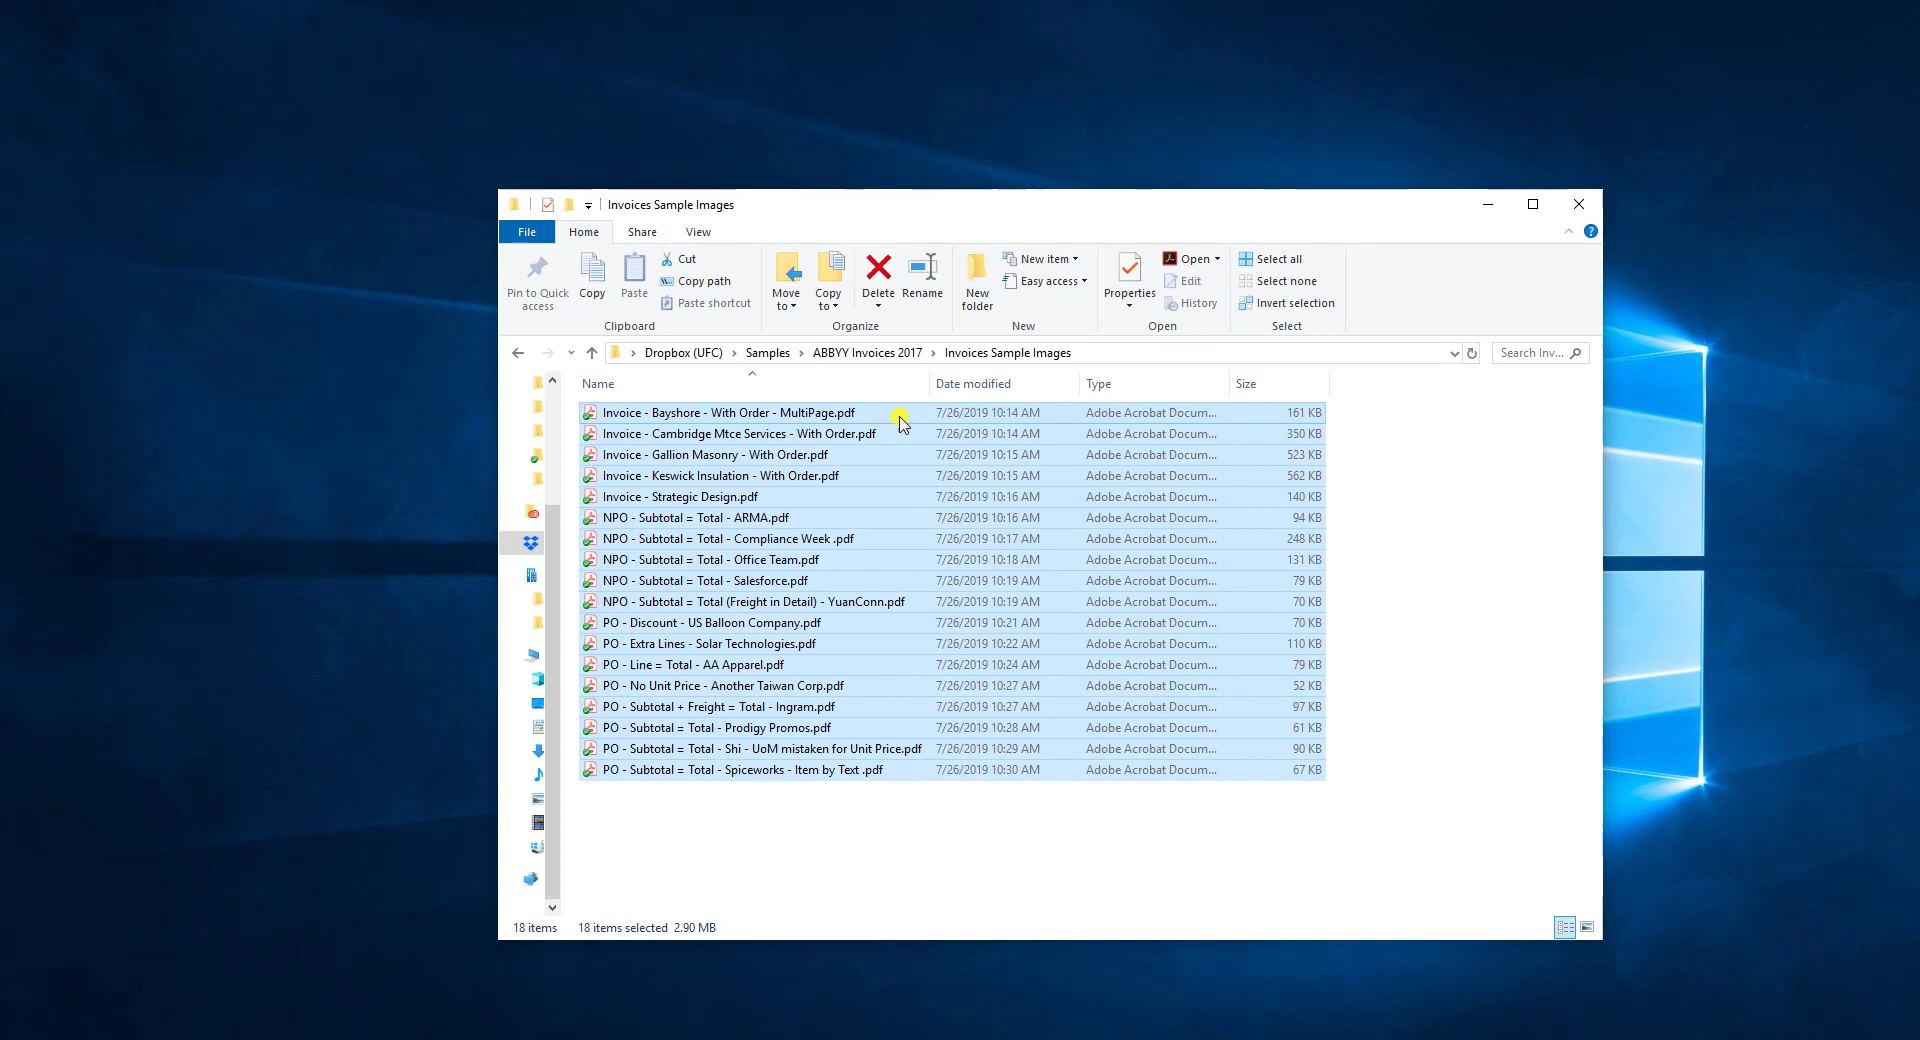 Invoices Sample Images
File Home Share View
Pin to Quick access
Copy
Paste
Cut
Copy path
Paste shortcut
Clipboard
Move to
Copy to
Delete
Rename
Organize
New folder
New item
Easy access
New
Properties
Open
Edit
History
Open
Select all
Select none
Invert selection
Select
Dropbox (UFC) > Samples > ABBYY Invoices 2017 > Invoices Sample Images
Search Inv...
Name Date modified Type Size
Invoice - Bayshore - With Order - MultiPage.pdf 7/26/2019 10:14 AM Adobe Acrobat Docum... 161 KB
Invoice - Cambridge Mtce Services - With Order.pdf 7/26/2019 10:14 AM Adobe Acrobat Docum... 350 KB
Invoice - Gallion Masonry - With Order.pdf 7/26/2019 10:15 AM Adobe Acrobat Docum... 523 KB
Invoice - Keswick Insulation - With Order.pdf 7/26/2019 10:15 AM Adobe Acrobat Docum... 562 KB
Invoice - Strategic Design.pdf 7/26/2019 10:16 AM Adobe Acrobat Docum... 140 KB
NPO - Subtotal = Total - ARMA.pdf 7/26/2019 10:16 AM Adobe Acrobat Docum... 94 KB
NPO - Subtotal = Total - Compliance Week .pdf 7/26/2019 10:17 AM Adobe Acrobat Docum... 248 KB
NPO - Subtotal = Total - Office Team.pdf 7/26/2019 10:18 AM Adobe Acrobat Docum... 131 KB
NPO - Subtotal = Total - Salesforce.pdf 7/26/2019 10:19 AM Adobe Acrobat Docum... 79 KB
NPO - Subtotal = Total (Freight in Detail) - YuanConn.pdf 7/26/2019 10:19 AM Adobe Acrobat Docum... 70 KB
PO - Discount - US Balloon Company.pdf 7/26/2019 10:21 AM Adobe Acrobat Docum... 70 KB
PO - Extra Lines - Solar Technologies.pdf 7/26/2019 10:22 AM Adobe Acrobat Docum... 110 KB
PO - Line = Total - AA Apparel.pdf 7/26/2019 10:24 AM Adobe Acrobat Docum... 79 KB
PO - No Unit Price - Another Taiwan Corp.pdf 7/26/2019 10:27 AM Adobe Acrobat Docum... 52 KB
PO - Subtotal + Freight = Total - Ingram.pdf 7/26/2019 10:27 AM Adobe Acrobat Docum... 97 KB
PO - Subtotal = Total - Prodigy Promos.pdf 7/26/2019 10:28 AM Adobe Acrobat Docum... 61 KB
PO - Subtotal = Total - Shi - UoM mistaken for Unit Price.pdf 7/26/2019 10:29 AM Adobe Acrobat Docum... 90 KB
PO - Subtotal = Total - Spiceworks - Item by Text .pdf 7/26/2019 10:30 AM Adobe Acrobat Docum... 67 KB
18 items 18 items selected 2.90 MB